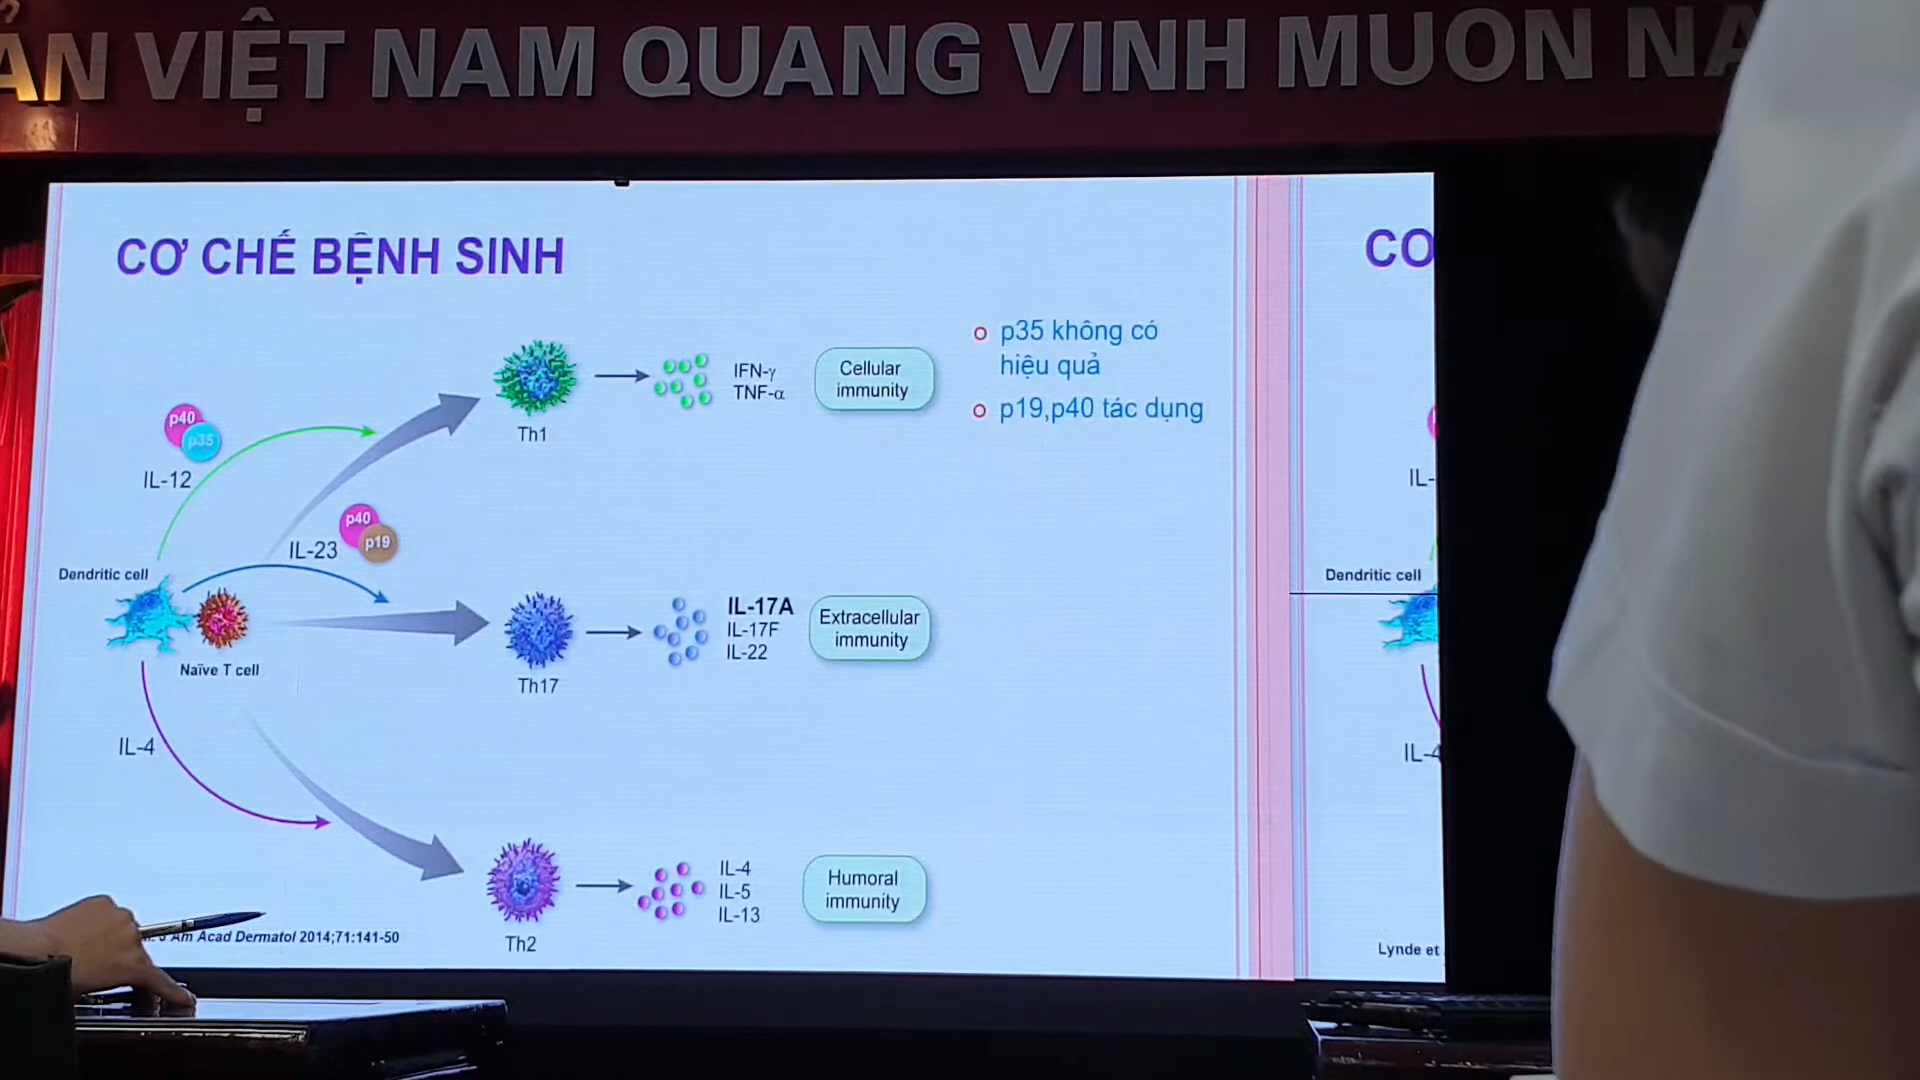 VIỆT NAM QUANG VINH MUÔN
CƠ CHẾ BỆNH SINH
p40
p35
IL-12
p40
p19
IL-23
Dendritic cell
Naïve T cell
IL-4
Th1
IFN-γ
TNF-α
Cellular
immunity
p35 không có
hiệu quả
p19,p40 tác dụng
Th17
IL-17A
IL-17F
IL-22
Extracellular
immunity
Th2
IL-4
IL-5
IL-13
Humoral
immunity
J Am Acad Dermatol 2014;71:141-50
CƠ
IL-
Dendritic cell
IL-4
Lynde et